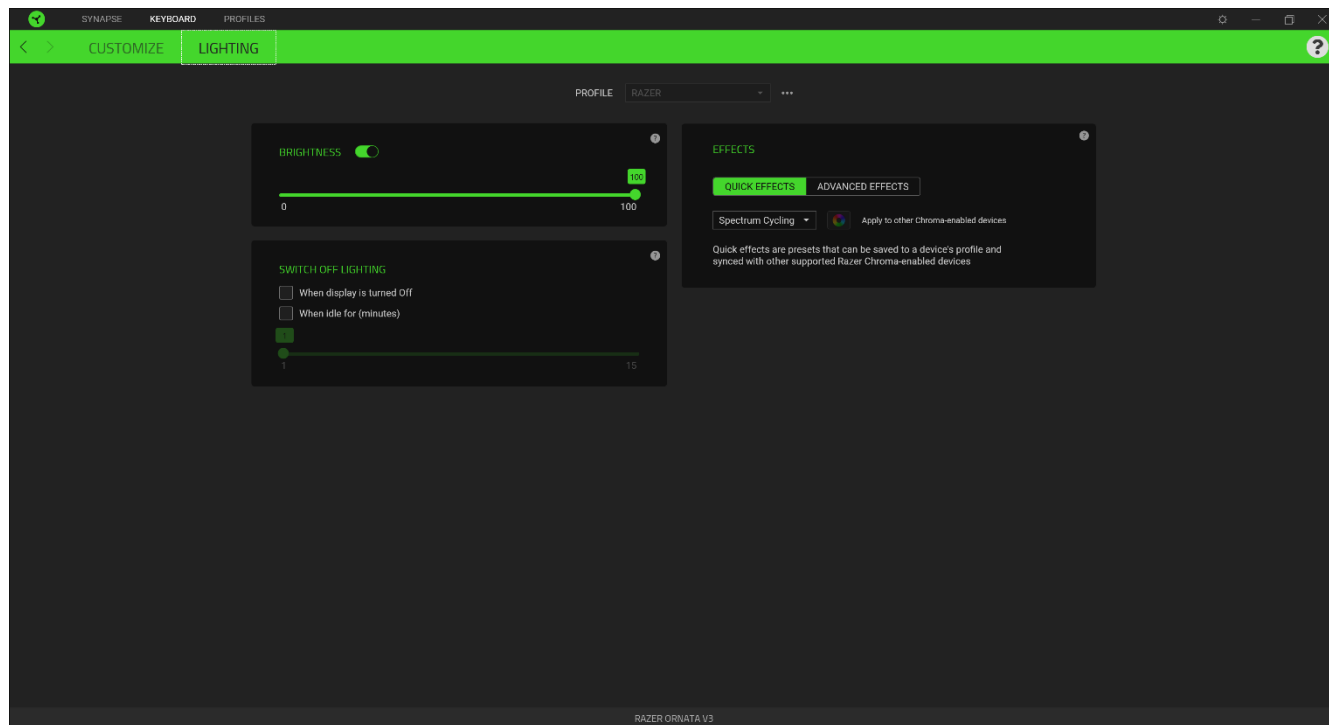 SYNAPSE KEYBOARD PROFILES
CUSTOMIZE LIGHTING ?
PROFILE RAZER
BRIGHTNESS ?
100
0 100
SWITCH OFF LIGHTING ?
When display is turned Off
When idle for (minutes)
1
1 15
EFFECTS ?
QUICK EFFECTS ADVANCED EFFECTS
Spectrum Cycling Apply to other Chroma-enabled devices
Quick effects are presets that can be saved to a device's profile and
synced with other supported Razer Chroma-enabled devices
RAZER ORNATA V3